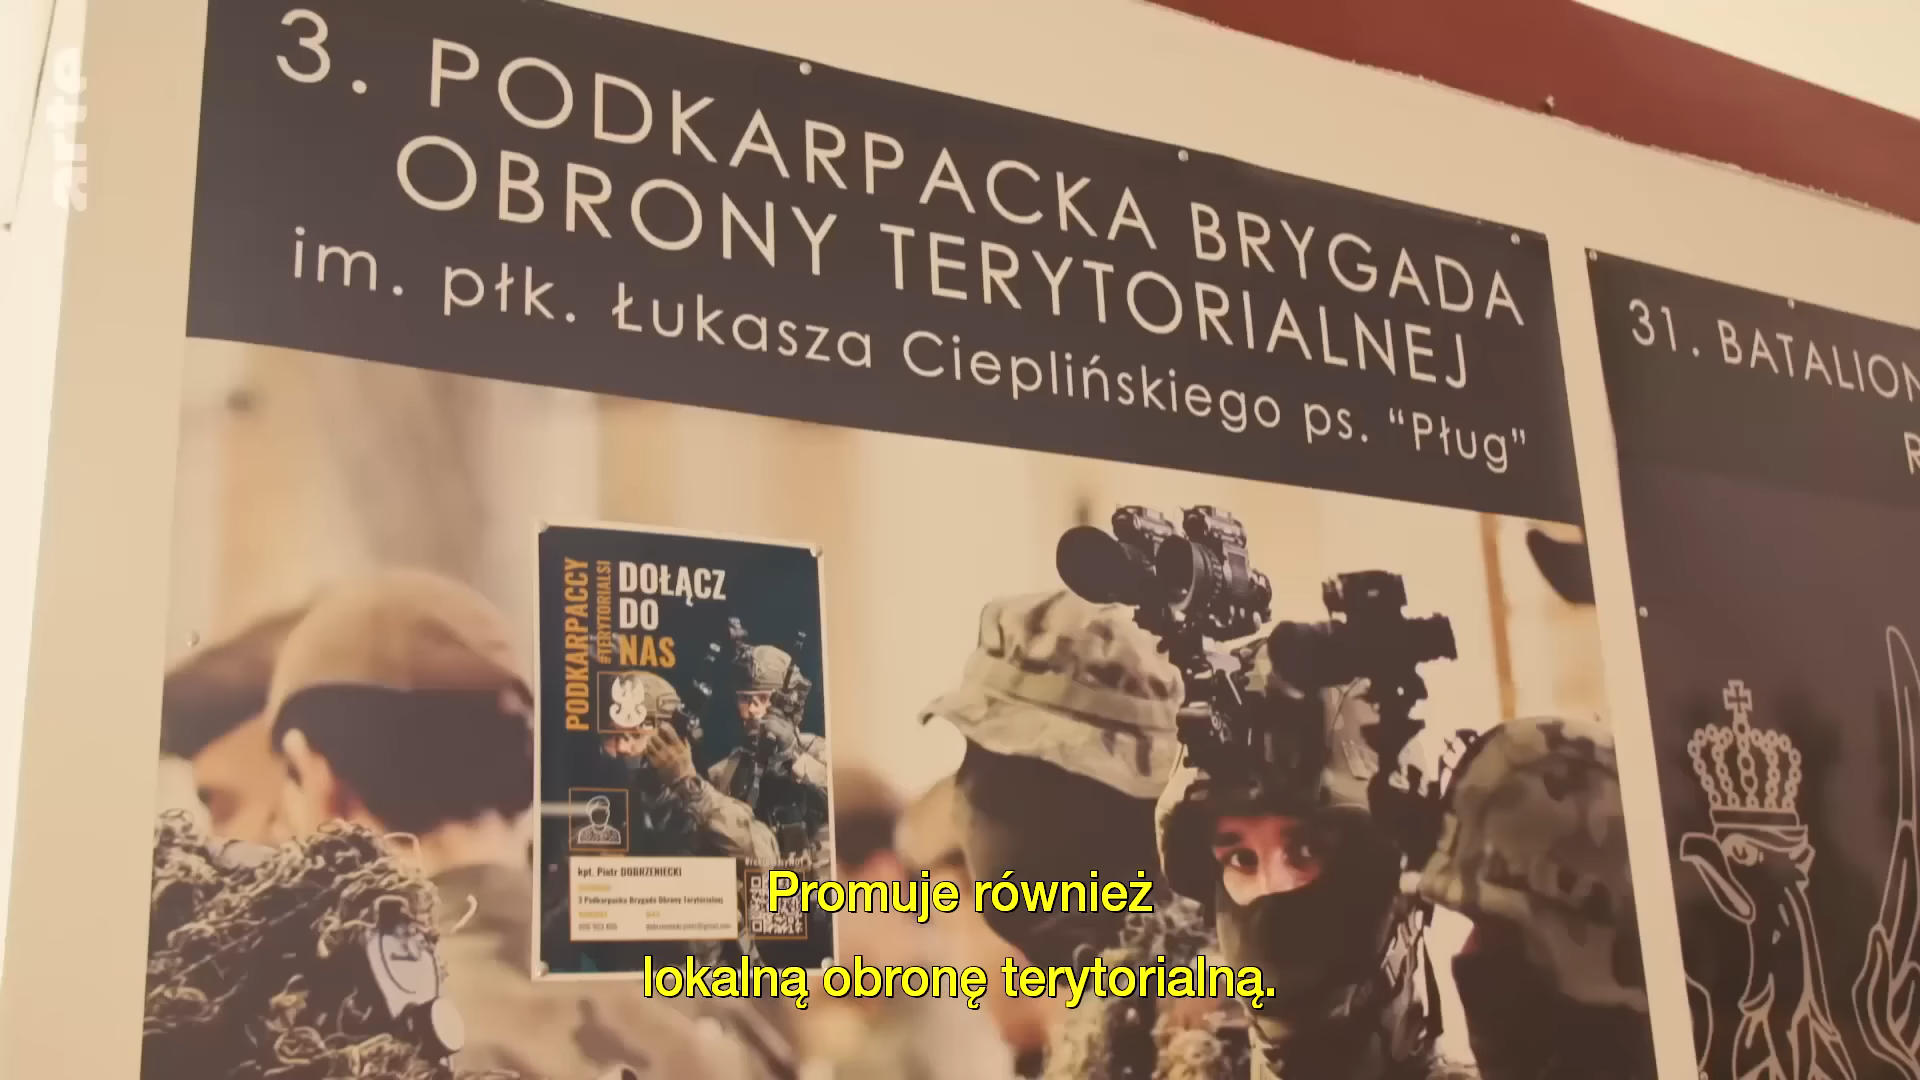 arte
3. PODKARPACKA BRYGADA
OBRONY TERYTORIALNEJ
im. płk. Łukasza Cieplińskiego ps. “Pług”
31. BATALION
DOŁĄCZ
DO
NAS
PODKARPACCY
#TERYTORIALSI
kpt. Piotr DOBRZENIECKI
3 Podkarpacka Brygada Obrony Terytorialnej
Promuje również
lokalną obronę terytorialną.